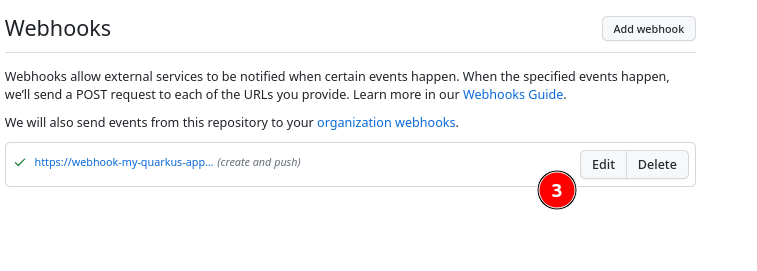 Webhooks
Add webhook
Webhooks allow external services to be notified when certain events happen. When the specified events happen,
we'll send a POST request to each of the URLs you provide. Learn more in our Webhooks Guide.
We will also send events from this repository to your organization webhooks.
https://webhook-my-quarkus-app... (create and push)
Edit
Delete
3